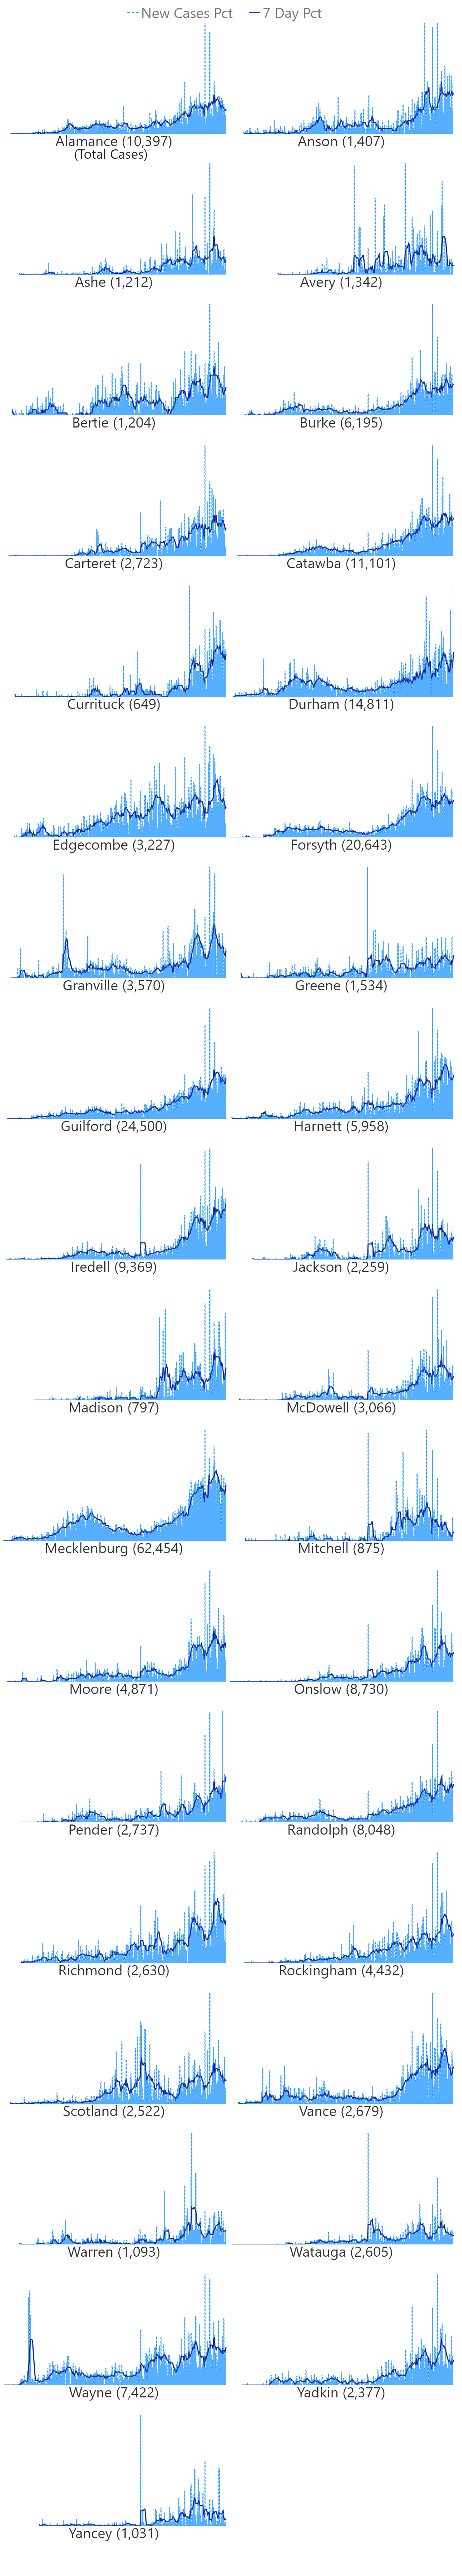 New Cases Pct 7 Day Pct
Alamance (10,397)
(Total Cases)
Anson (1,407)
Ashe (1,212)
Avery (1,342)
Bertie (1,204)
Burke (6,195)
Carteret (2,723)
Catawba (11,101)
Currituck (649)
Durham (14,811)
Edgecombe (3,227)
Forsyth (20,643)
Granville (3,570)
Greene (1,534)
Guilford (24,500)
Harnett (5,958)
Iredell (9,369)
Jackson (2,259)
Madison (797)
McDowell (3,066)
Mecklenburg (62,454)
Mitchell (875)
Moore (4,871)
Onslow (8,730)
Pender (2,737)
Randolph (8,048)
Richmond (2,630)
Rockingham (4,432)
Scotland (2,522)
Vance (2,679)
Warren (1,093)
Watauga (2,605)
Wayne (7,422)
Yadkin (2,377)
Yancey (1,031)